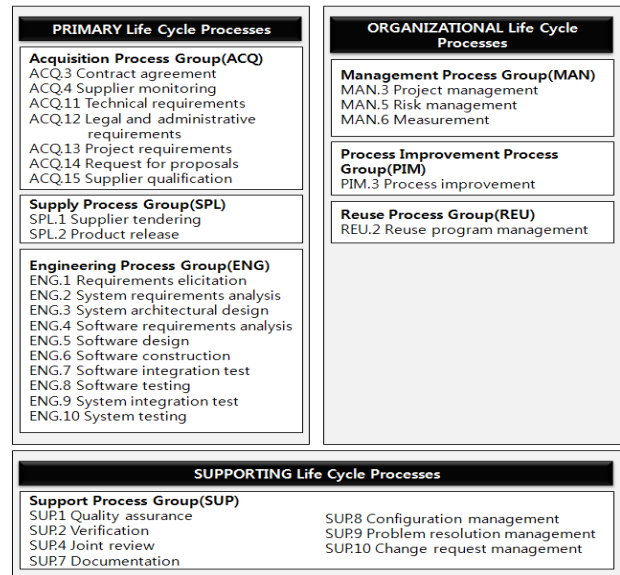 PRIMARY Life Cycle Processes
Acquisition Process Group(ACQ)
ACQ.3 Contract agreement
ACQ.4 Supplier monitoring
ACQ.11 Technical requirements
ACQ.12 Legal and administrative
requirements
ACQ.13 Project requirements
ACQ.14 Request for proposals
ACQ.15 Supplier qualification
Supply Process Group(SPL)
SPL.1 Supplier tendering
SPL.2 Product release
Engineering Process Group(ENG)
ENG.1 Requirements elicitation
ENG.2 System requirements analysis
ENG.3 System architectural design
ENG.4 Software requirements analysis
ENG.5 Software design
ENG.6 Software construction
ENG.7 Software integration test
ENG.8 Software testing
ENG.9 System integration test
ENG.10 System testing
ORGANIZATIONAL Life Cycle
Processes
Management Process Group(MAN)
MAN.3 Project management
MAN.5 Risk management
MAN.6 Measurement
Process Improvement Process
Group(PIM)
PIM.3 Process improvement
Reuse Process Group(REU)
REU.2 Reuse program management
SUPPORTING Life Cycle Processes
Support Process Group(SUP)
SUP.1 Quality assurance
SUP.2 Verification
SUP.4 Joint review
SUP.7 Documentation
SUP.8 Configuration management
SUP.9 Problem resolution management
SUP.10 Change request management